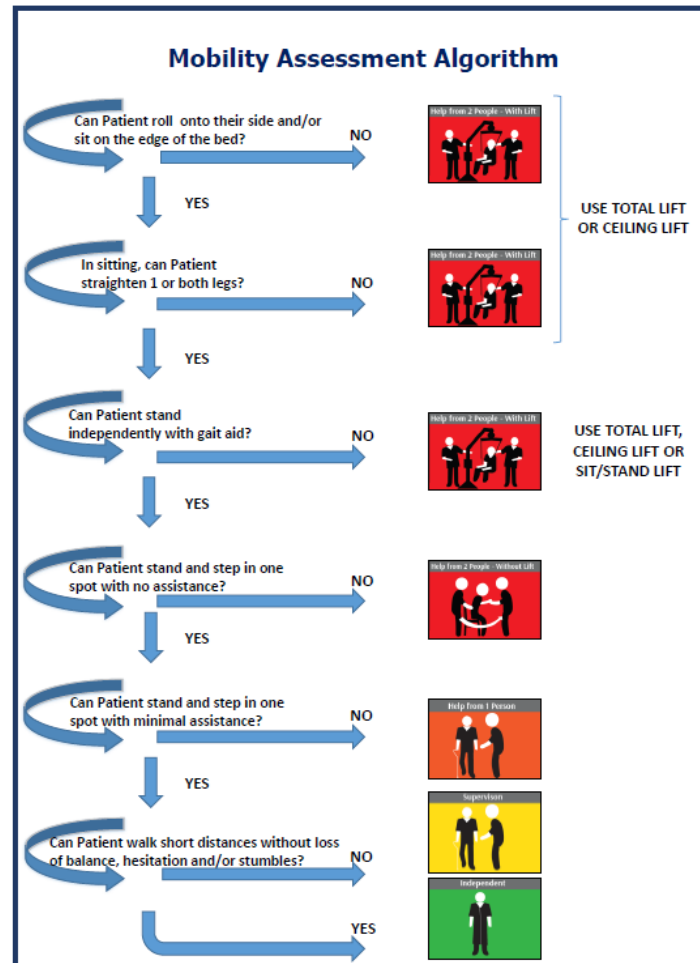 Mobility Assessment Algorithm
Can Patient roll onto their side and/or
sit on the edge of the bed?
NO
Help from 2 People - With Lift
YES
USE TOTAL LIFT
OR CEILING LIFT
In sitting, can Patient
straighten 1 or both legs?
NO
Help from 2 People - With Lift
YES
Can Patient stand
independently with gait aid?
NO
Help from 2 People - With Lift
USE TOTAL LIFT,
CEILING LIFT OR
SIT/STAND LIFT
YES
Can Patient stand and step in one
spot with no assistance?
NO
Help from 2 People - Without Lift
YES
Can Patient stand and step in one
spot with minimal assistance?
NO
Help from 1 Person
YES
Supervison
Can Patient walk short distances without loss
of balance, hesitation and/or stumbles?
NO
Independent
YES